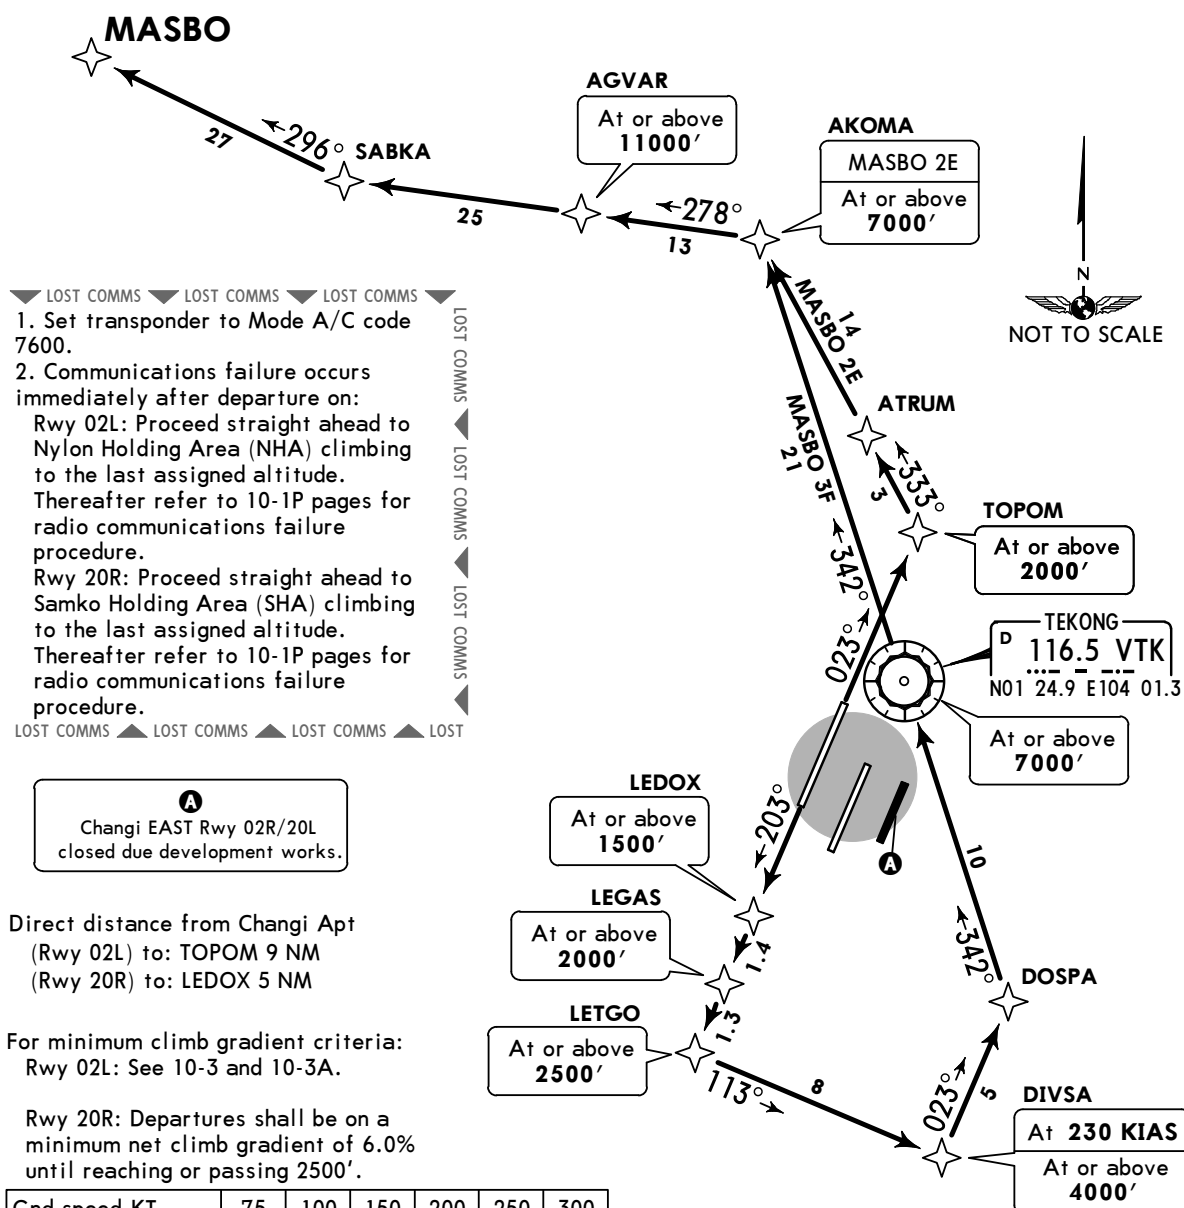 MASBO
27
296°
SABKA
25
AGVAR
At or above
11000′
278°
13
AKOMA
MASBO 2E
At or above
7000′
N
NOT TO SCALE
LOST COMMS LOST COMMS LOST COMMS
1. Set transponder to Mode A/C code
7600.
2. Communications failure occurs
immediately after departure on:
Rwy 02L: Proceed straight ahead to
Nylon Holding Area (NHA) climbing
to the last assigned altitude.
Thereafter refer to 10-1P pages for
radio communications failure
procedure.
Rwy 20R: Proceed straight ahead to
Samko Holding Area (SHA) climbing
to the last assigned altitude.
Thereafter refer to 10-1P pages for
radio communications failure
procedure.
LOST COMMS LOST COMMS LOST COMMS
LOST COMMS LOST COMMS LOST COMMS LOST
14
MASBO 2E
MASBO 3F
21
342°
ATRUM
3
333°
TOPOM
At or above
2000′
023°
TEKONG
D 116.5 VTK
N01 24.9 E104 01.3
At or above
7000′
A
Changi EAST Rwy 02R/20L
closed due development works.
A
LEDOX
At or above
1500′
203°
LEGAS
At or above
2000′
1.4
LETGO
At or above
2500′
1.3
113°
8
10
342°
DOSPA
023°
5
DIVSA
At 230 KIAS
At or above
4000′
Direct distance from Changi Apt
(Rwy 02L) to: TOPOM 9 NM
(Rwy 20R) to: LEDOX 5 NM
For minimum climb gradient criteria:
Rwy 02L: See 10-3 and 10-3A.
Rwy 20R: Departures shall be on a
minimum net climb gradient of 6.0%
until reaching or passing 2500'.
Gnd speed-KT 75 100 150 200 250 300